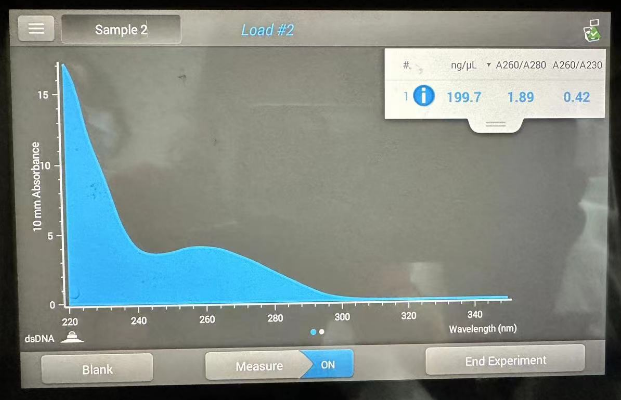 Sample 2
Load #2
#. ng/µL ▾ A260/A280 A260/A230
1 i 199.7 1.89 0.42
10 mm Absorbance
15
10
5
0
220 240 260 280 300 320 340
Wavelength (nm)
dsDNA
Blank
Measure
ON
End Experiment